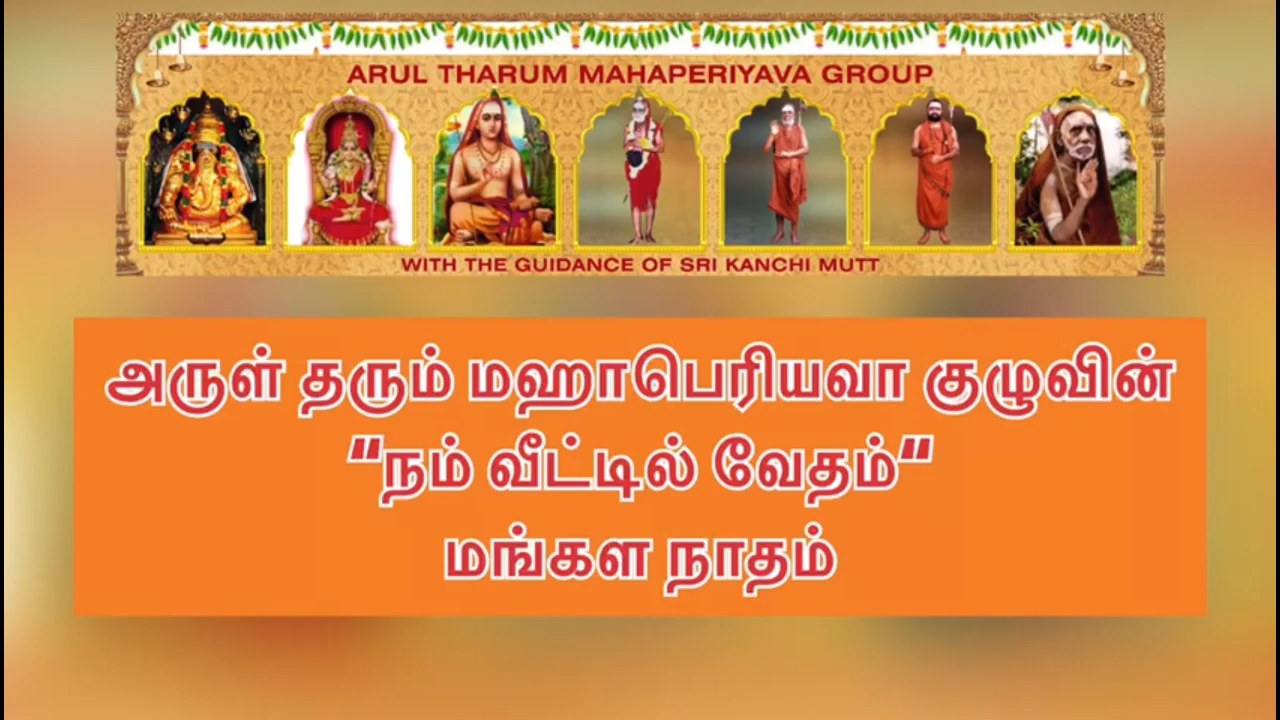 ARUL THARUM MAHAPERIYAVA GROUP
WITH THE GUIDANCE OF SRI KANCHI MUTT
அருள் தரும் மஹாபெரியவா குழுவின்
"நம் வீட்டில் வேதம்"
மங்கள நாதம்